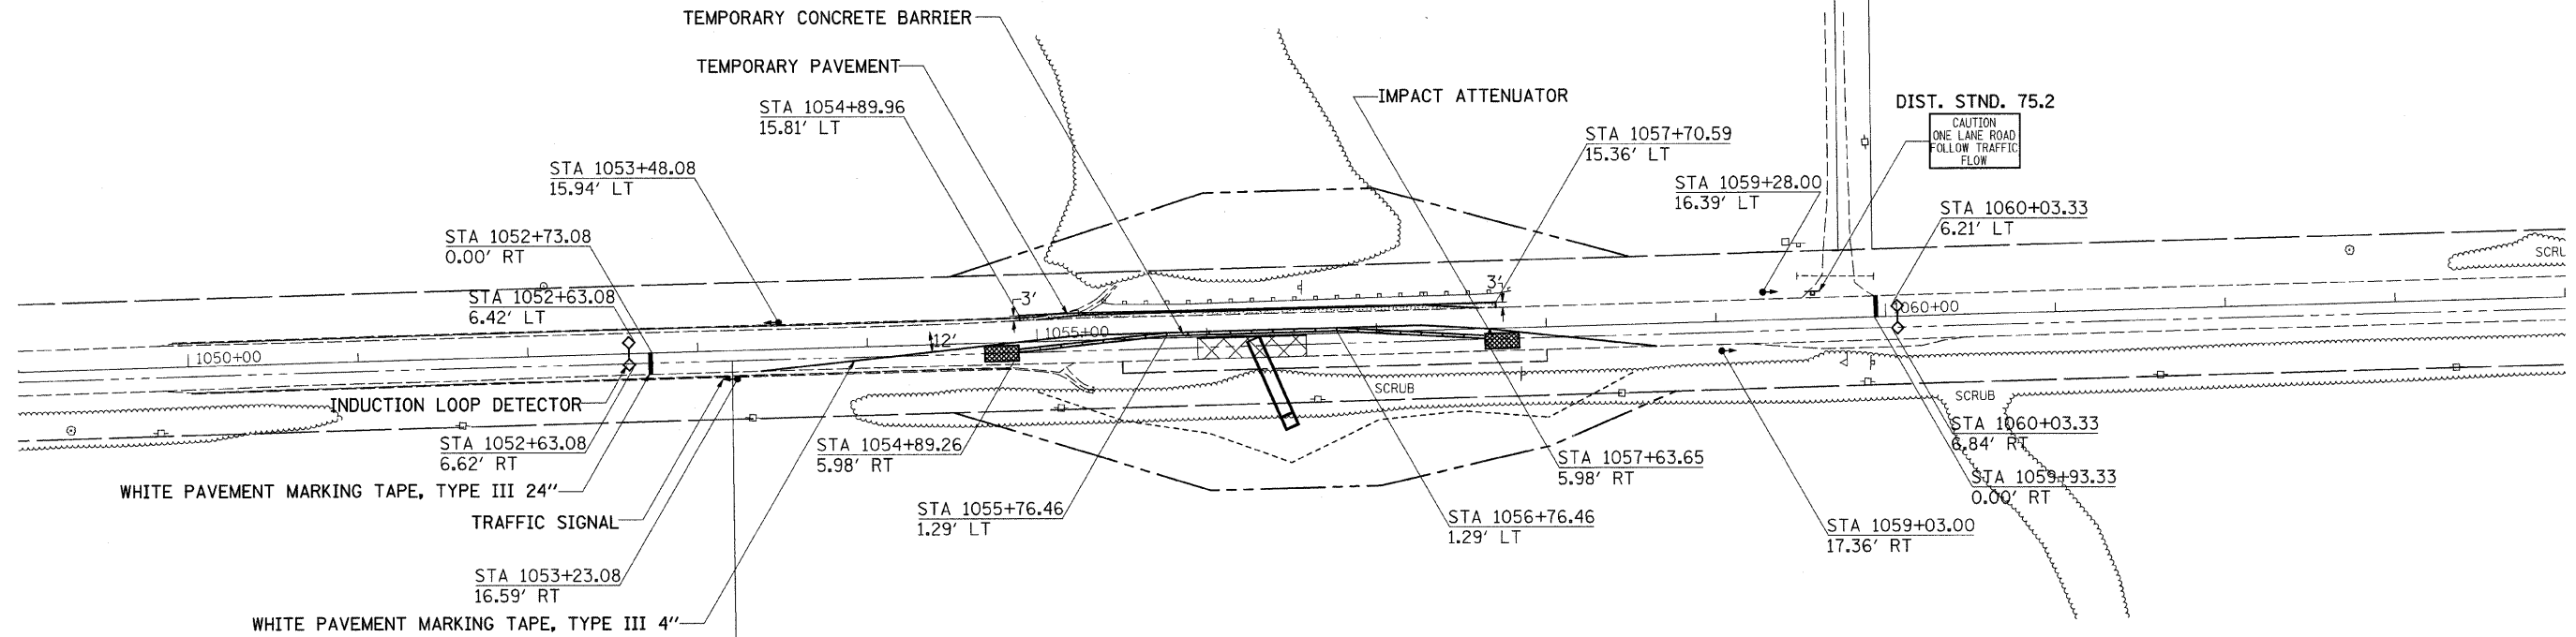 TEMPORARY CONCRETE BARRIER
TEMPORARY PAVEMENT
STA 1054+89.96
15.81' LT
IMPACT ATTENUATOR
DIST. STND. 75.2
CAUTION
ONE LANE ROAD
FOLLOW TRAFFIC
FLOW
STA 1057+70.59
15.36' LT
STA 1053+48.08
15.94' LT
STA 1059+28.00
16.39' LT
STA 1060+03.33
6.21' LT
STA 1052+73.08
0.00' RT
STA 1052+63.08
6.42' LT
3'
3'
SCRU
1050+00
12'
1055+00
1060+00
INDUCTION LOOP DETECTOR
SCRUB
SCRUB
STA 1052+63.08
6.62' RT
STA 1054+89.26
5.98' RT
STA 1057+63.65
5.98' RT
STA 1060+03.33
6.84' RT
STA 1059+93.33
0.00' RT
WHITE PAVEMENT MARKING TAPE, TYPE III 24"
TRAFFIC SIGNAL
STA 1055+76.46
1.29' LT
STA 1056+76.46
1.29' LT
STA 1059+03.00
17.36' RT
STA 1053+23.08
16.59' RT
WHITE PAVEMENT MARKING TAPE, TYPE III 4"